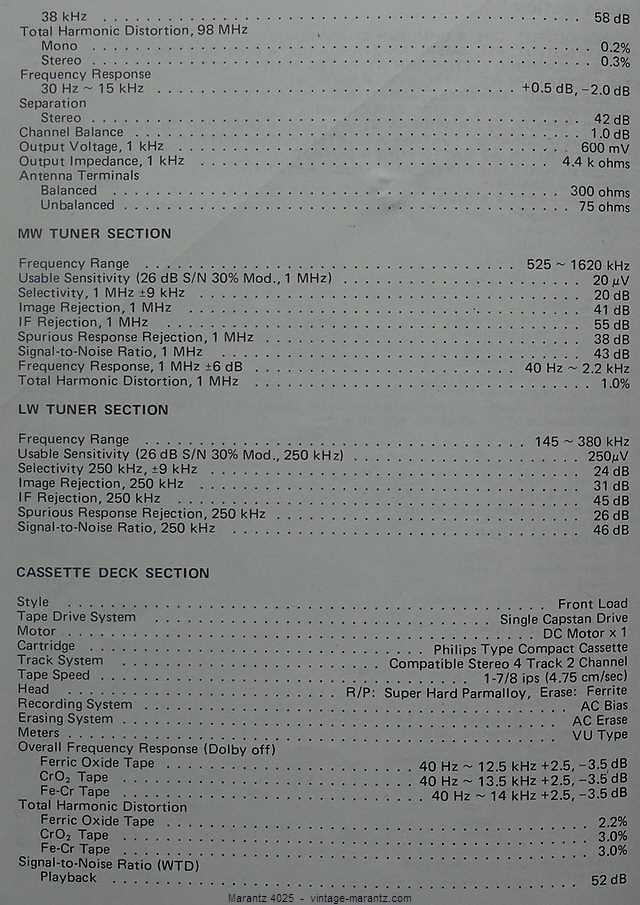 38 kHz . . . . . . . . . . 58 dB
Total Harmonic Distortion, 98 MHz
Mono . . . . . . . . . . 0.2%
Stereo . . . . . . . . . . 0.3%
Frequency Response
30 Hz ~ 15 kHz . . . . . . . . . . +0.5 dB, −2.0 dB
Separation
Stereo . . . . . . . . . . 42 dB
Channel Balance . . . . . . . . . . 1.0 dB
Output Voltage, 1 kHz . . . . . . . . . . 600 mV
Output Impedance, 1 kHz . . . . . . . . . . 4.4 k ohms
Antenna Terminals
Balanced . . . . . . . . . . 300 ohms
Unbalanced . . . . . . . . . . 75 ohms
MW TUNER SECTION
Frequency Range . . . . . . . . . . 525 ~ 1620 kHz
Usable Sensitivity (26 dB S/N 30% Mod., 1 MHz) . . . . . . . . . . 20 μV
Selectivity, 1 MHz ±9 kHz . . . . . . . . . . 20 dB
Image Rejection, 1 MHz . . . . . . . . . . 41 dB
IF Rejection, 1 MHz . . . . . . . . . . 55 dB
Spurious Response Rejection, 1 MHz . . . . . . . . . . 38 dB
Signal-to-Noise Ratio, 1 MHz . . . . . . . . . . 43 dB
Frequency Response, 1 MHz ±6 dB . . . . . . . . . . 40 Hz ~ 2.2 kHz
Total Harmonic Distortion, 1 MHz . . . . . . . . . . 1.0%
LW TUNER SECTION
Frequency Range . . . . . . . . . . 145 ~ 380 kHz
Usable Sensitivity (26 dB S/N 30% Mod., 250 kHz) . . . . . . . . . . 250μV
Selectivity 250 kHz, ±9 kHz . . . . . . . . . . 24 dB
Image Rejection, 250 kHz . . . . . . . . . . 31 dB
IF Rejection, 250 kHz . . . . . . . . . . 45 dB
Spurious Response Rejection, 250 kHz . . . . . . . . . . 26 dB
Signal-to-Noise Ratio, 250 kHz . . . . . . . . . . 46 dB
CASSETTE DECK SECTION
Style . . . . . . . . . . Front Load
Tape Drive System . . . . . . . . . . Single Capstan Drive
Motor . . . . . . . . . . DC Motor x 1
Cartridge . . . . . . . . . . Philips Type Compact Cassette
Track System . . . . . . . . . . Compatible Stereo 4 Track 2 Channel
Tape Speed . . . . . . . . . . 1-7/8 ips (4.75 cm/sec)
Head . . . . . . . . . . R/P: Super Hard Parmalloy, Erase: Ferrite
Recording System . . . . . . . . . . AC Bias
Erasing System . . . . . . . . . . AC Erase
Meters . . . . . . . . . . VU Type
Overall Frequency Response (Dolby off)
Ferric Oxide Tape . . . . . . . . . . 40 Hz ~ 12.5 kHz +2.5, −3.5 dB
CrO₂ Tape . . . . . . . . . . 40 Hz ~ 13.5 kHz +2.5, −3.5 dB
Fe-Cr Tape . . . . . . . . . . 40 Hz ~ 14 kHz +2.5, −3.5 dB
Total Harmonic Distortion
Ferric Oxide Tape . . . . . . . . . . 2.2%
CrO₂ Tape . . . . . . . . . . 3.0%
Fe-Cr Tape . . . . . . . . . . 3.0%
Signal-to-Noise Ratio (WTD)
Playback . . . . . . . . . . 52 dB
Marantz 4025 - vintage-marantz.com